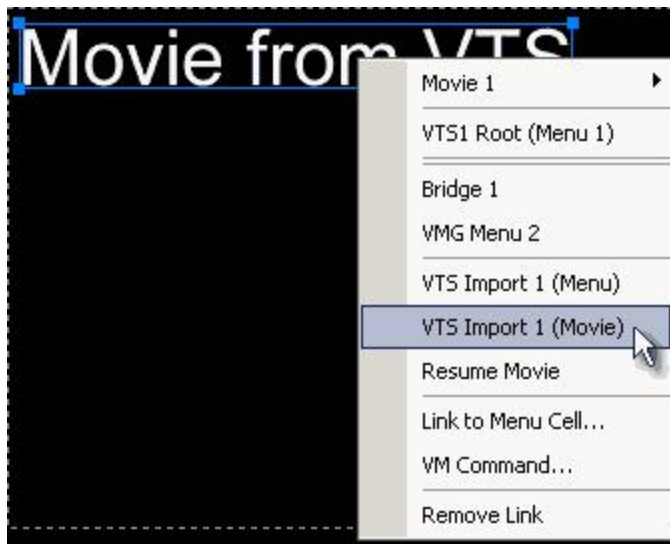 Movie from VTS
Movie 1
VTS1 Root (Menu 1)
Bridge 1
VMG Menu 2
VTS Import 1 (Menu)
VTS Import 1 (Movie)
Resume Movie
Link to Menu Cell...
VM Command...
Remove Link